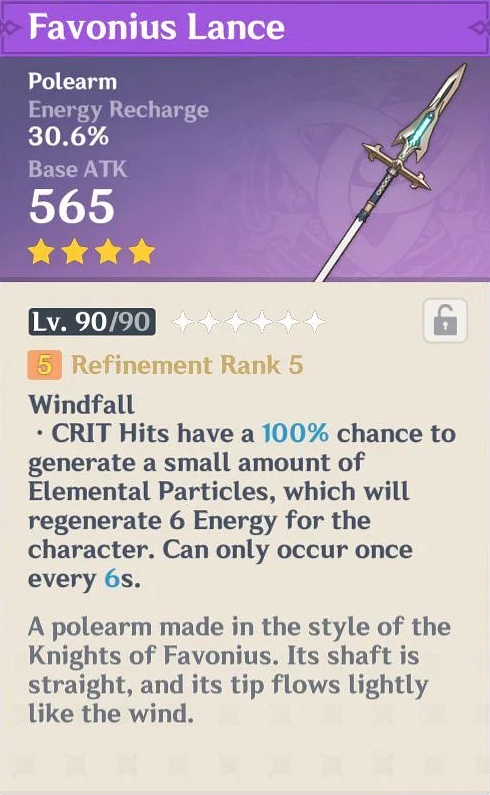 Favonius Lance
Polearm
Energy Recharge
30.6%
Base ATK
565
Lv. 90/90
5 Refinement Rank 5
Windfall
· CRIT Hits have a 100% chance to
generate a small amount of
Elemental Particles, which will
regenerate 6 Energy for the
character. Can only occur once
every 6s.
A polearm made in the style of the
Knights of Favonius. Its shaft is
straight, and its tip flows lightly
like the wind.